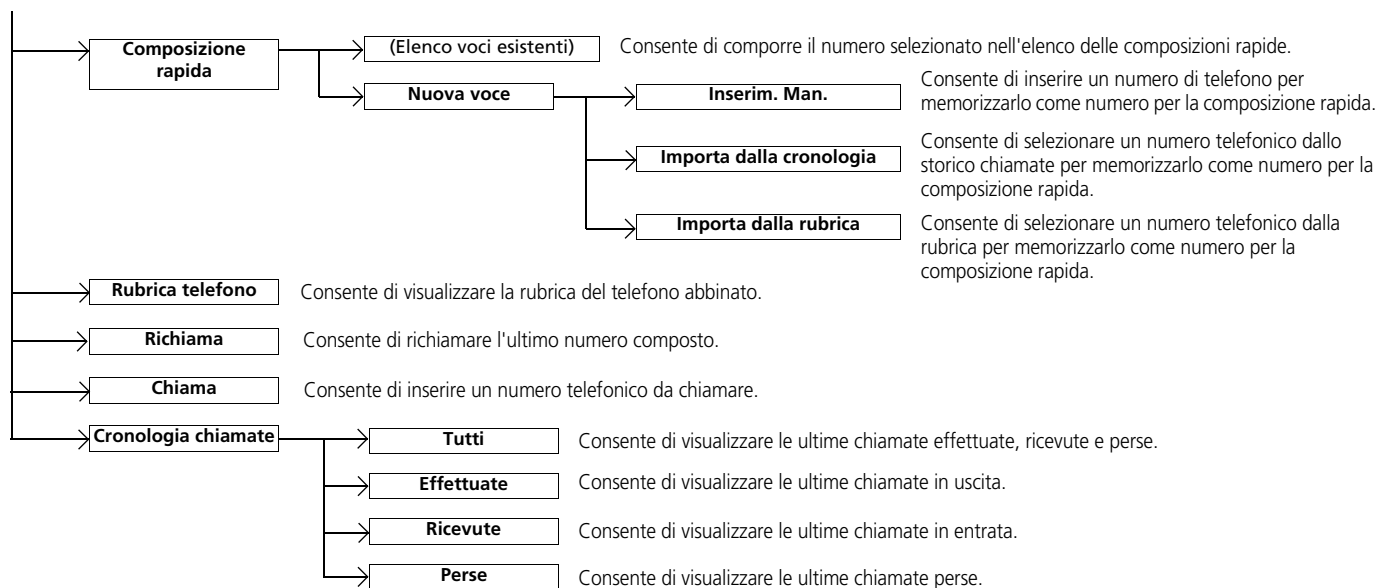 Composizione
rapida
(Elenco voci esistenti)
Consente di comporre il numero selezionato nell'elenco delle composizioni rapide.
Nuova voce
Inserim. Man.
Consente di inserire un numero di telefono per
memorizzarlo come numero per la composizione rapida.
Importa dalla cronologia
Consente di selezionare un numero telefonico dallo
storico chiamate per memorizzarlo come numero per la
composizione rapida.
Importa dalla rubrica
Consente di selezionare un numero telefonico dalla
rubrica per memorizzarlo come numero per la
composizione rapida.
Rubrica telefono
Consente di visualizzare la rubrica del telefono abbinato.
Richiama
Consente di richiamare l'ultimo numero composto.
Chiama
Consente di inserire un numero telefonico da chiamare.
Cronologia chiamate
Tutti
Consente di visualizzare le ultime chiamate effettuate, ricevute e perse.
Effettuate
Consente di visualizzare le ultime chiamate in uscita.
Ricevute
Consente di visualizzare le ultime chiamate in entrata.
Perse
Consente di visualizzare le ultime chiamate perse.